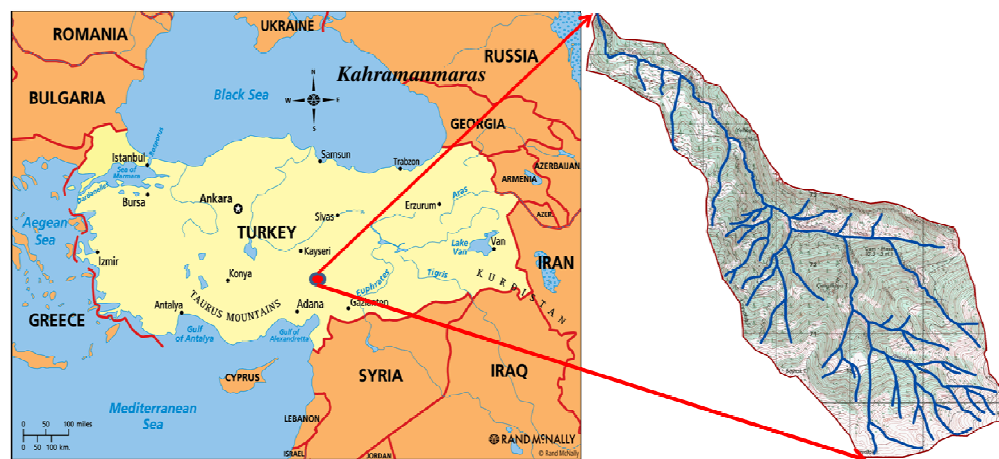 ROMANIA
UKRAINE
RUSSIA
Kahramanmaras
BULGARIA
Black Sea
N
W
E
S
GEORGIA
Istanbul
Bosporus
Sea of
Marmara
Dardanelles
Bursa
Samsun
Trabzon
AZERBAIJAN
ARMENIA
AZER.
Ankara
Sivas
Erzurum
Aras
Aegean
Sea
TURKEY
Kayseri
Lake
Van
Van
Izmir
Konya
Euphrates
Tigris
KURDISTAN
IRAN
TAURUS MOUNTAINS
Antalya
Adana
Gaziantep
GREECE
Gulf
of Antalya
Gulf of
Alexandretta
CYPRUS
SYRIA
IRAQ
Mediterranean
Sea
LEBANON
0 50 100 miles
0 50 100 km.
ISRAEL
JORDAN
RAND McNALLY
© Rand McNally